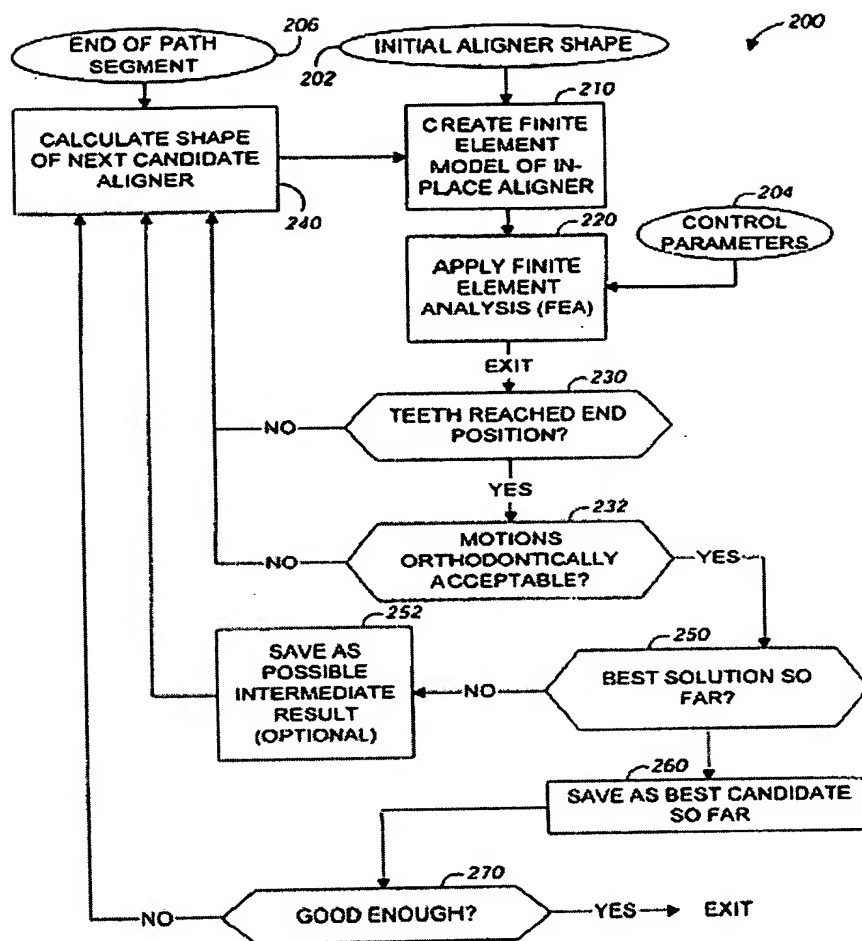 200
END OF PATH
SEGMENT
206
202
INITIAL ALIGNER SHAPE
210
CALCULATE SHAPE
OF NEXT CANDIDATE
ALIGNER
240
CREATE FINITE
ELEMENT
MODEL OF IN-
PLACE ALIGNER
220
204
CONTROL
PARAMETERS
APPLY FINITE
ELEMENT
ANALYSIS (FEA)
EXIT
230
NO
TEETH REACHED END
POSITION?
YES
232
NO
MOTIONS
ORTHODONTICALLY
ACCEPTABLE?
YES
252
SAVE AS
POSSIBLE
INTERMEDIATE
RESULT
(OPTIONAL)
NO
250
BEST SOLUTION SO
FAR?
260
SAVE AS BEST CANDIDATE
SO FAR
270
NO
GOOD ENOUGH?
YES
EXIT